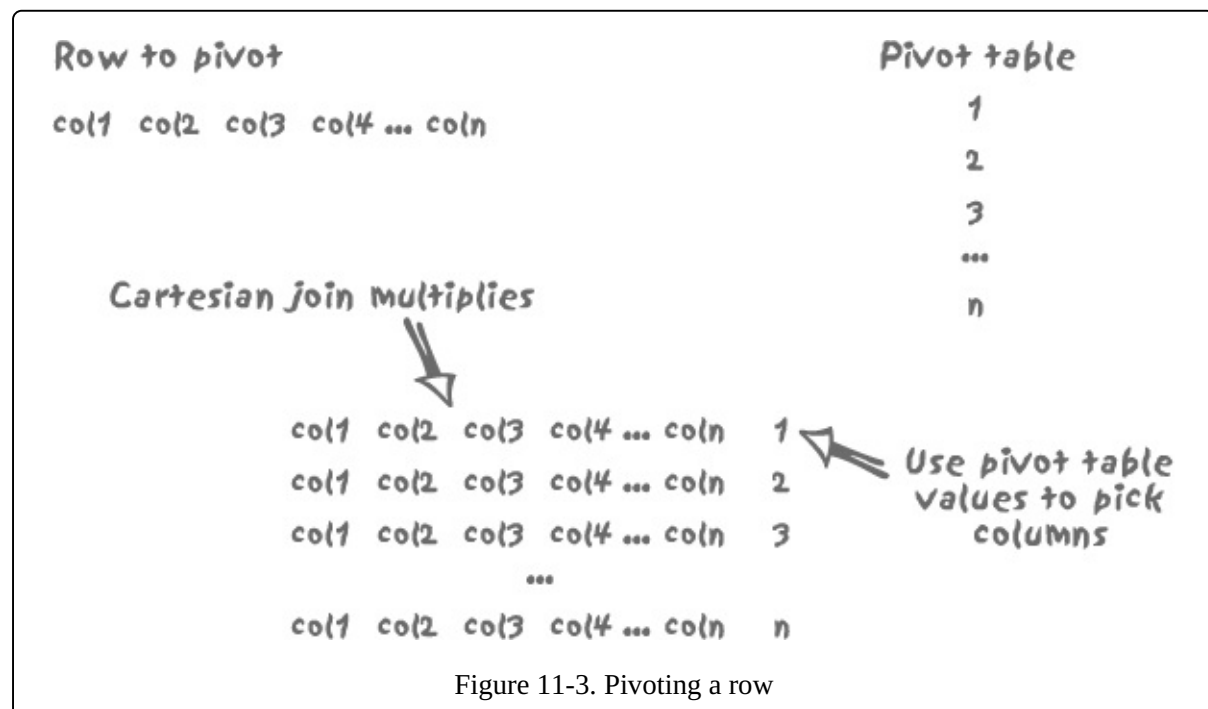 Row to pivot
Pivot table
col1 col2 col3 col4 ... coln
1
2
3
...
n
Cartesian join multiplies
col1 col2 col3 col4 ... coln 1
col1 col2 col3 col4 ... coln 2
col1 col2 col3 col4 ... coln 3
...
col1 col2 col3 col4 ... coln n
Use pivot table
values to pick
columns
Figure 11-3. Pivoting a row